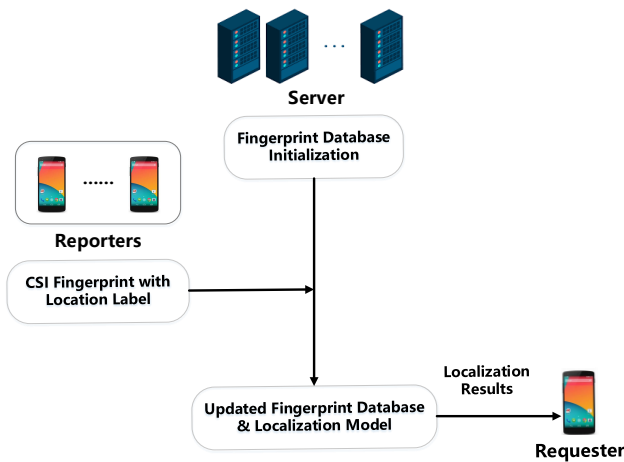 Server
Fingerprint Database
Initialization
Reporters
CSI Fingerprint with
Location Label
Updated Fingerprint Database
& Localization Model
Localization
Results
Requester